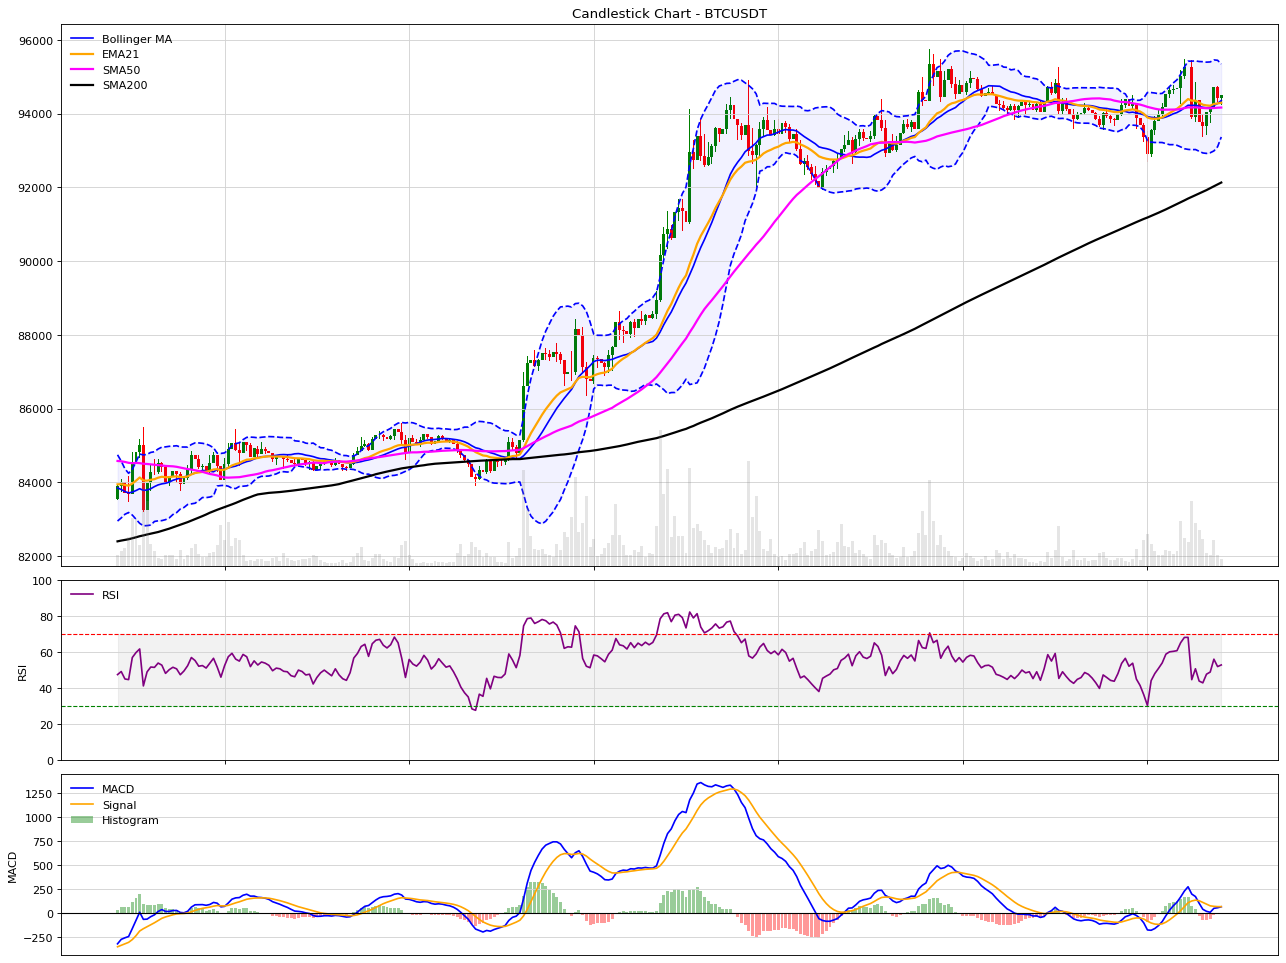 Candlestick Chart - BTCUSDT
Bollinger MA
EMA21
SMA50
SMA200
96000
94000
92000
90000
88000
86000
84000
82000
RSI
100
80
60
40
20
0
RSI
MACD
Signal
Histogram
1250
1000
750
500
250
0
−250
MACD